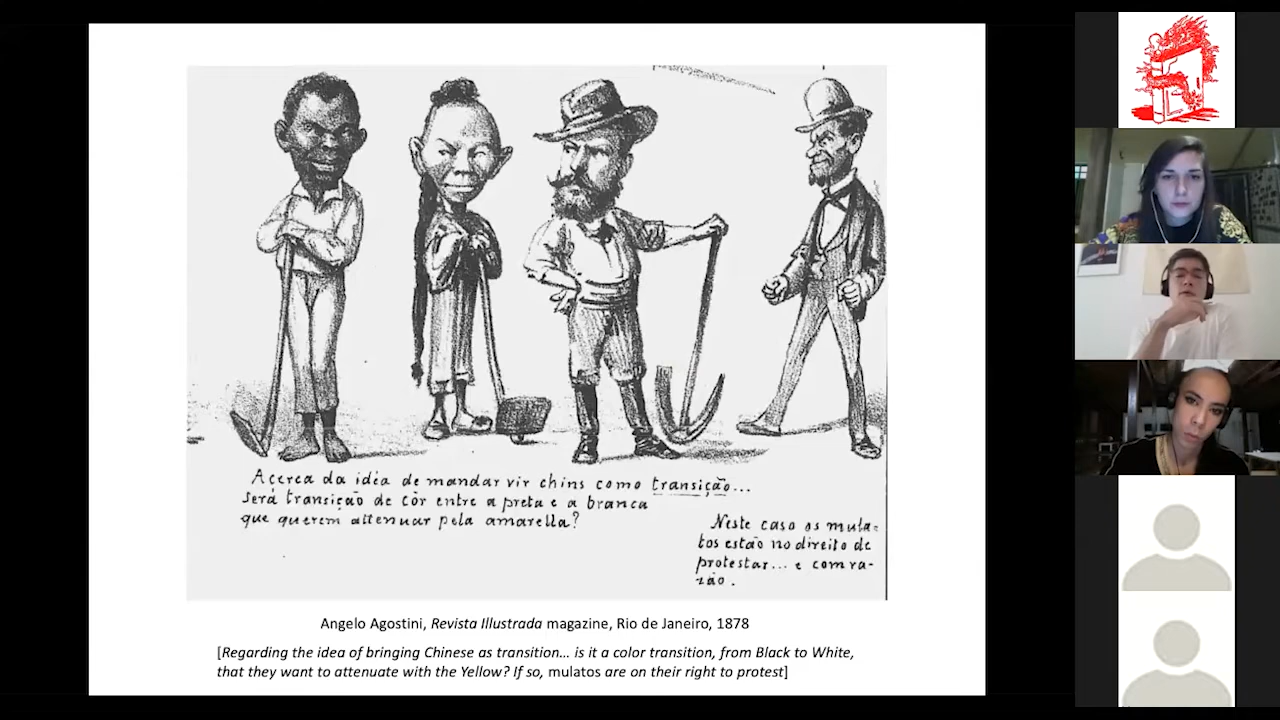 Acerca da idéa de mandar vir chins como transição...
será transição de côr entre a preta e a branca
que querem attenuar pela amarella?
Neste caso os mula-
tos estão no direito de
protestar... e com ra-
zão.
Angelo Agostini, Revista Illustrada magazine, Rio de Janeiro, 1878
[Regarding the idea of bringing Chinese as transition... is it a color transition, from Black to White,
that they want to attenuate with the Yellow? If so, mulatos are on their right to protest]